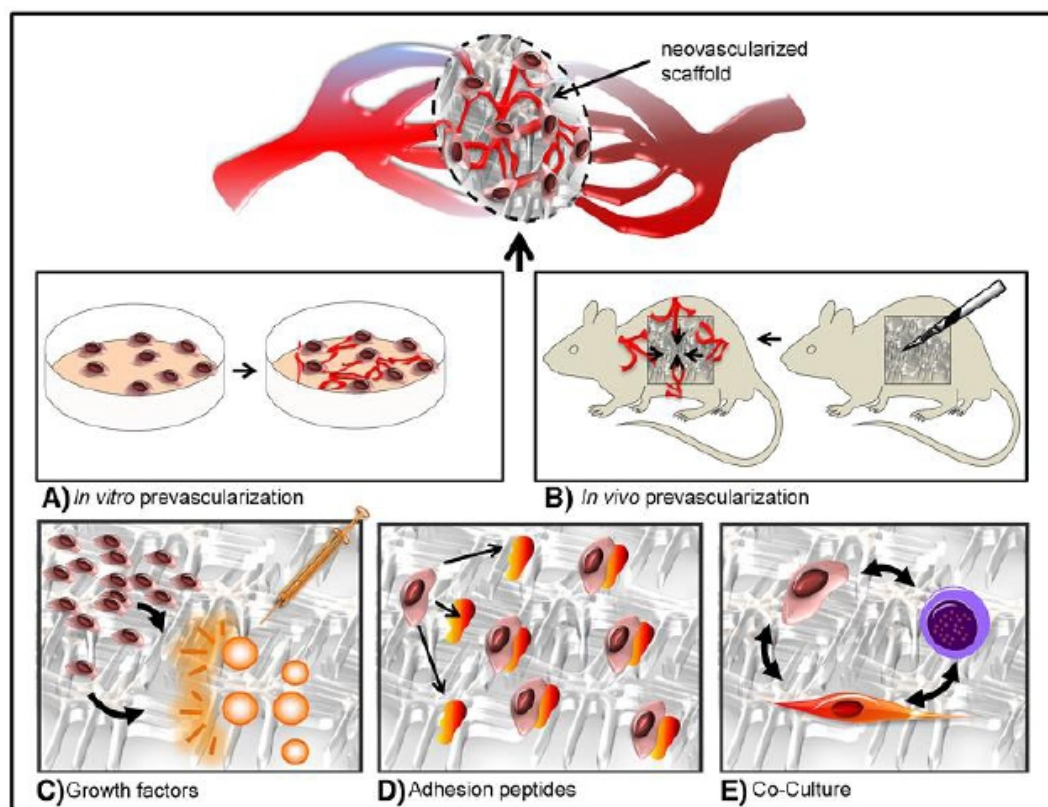 neovascularized
scaffold
A) In vitro prevascularization
B) In vivo prevascularization
C) Growth factors
D) Adhesion peptides
E) Co-Culture